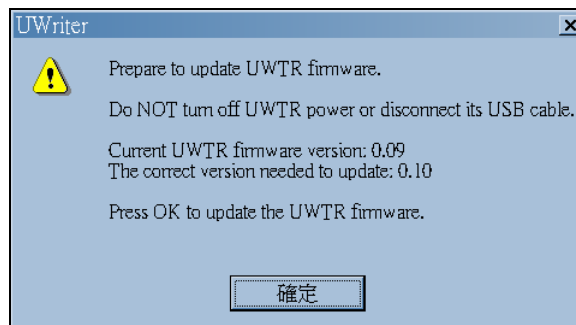 UWriter
Prepare to update UWTR firmware.
Do NOT turn off UWTR power or disconnect its USB cable.
Current UWTR firmware version: 0.09
The correct version needed to update: 0.10
Press OK to update the UWTR firmware.
確定